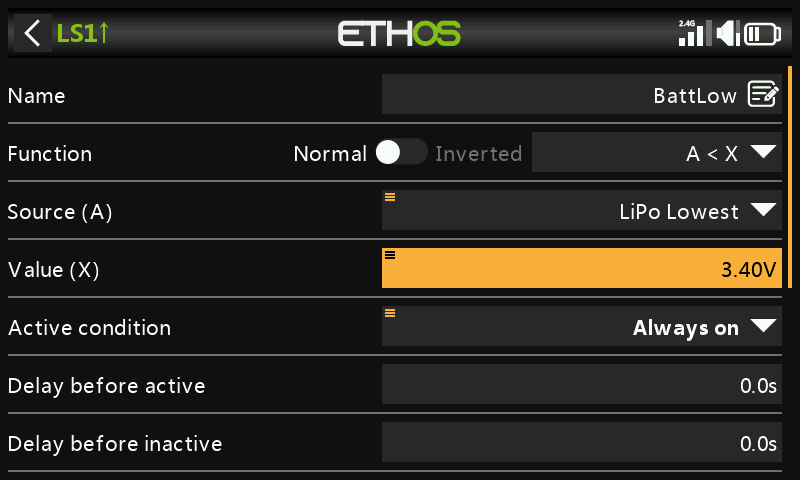 LS1↑ ETHOS 2.4G
Name BattLow
Function Normal Inverted A < X
Source (A) LiPo Lowest
Value (X) 3.40V
Active condition Always on
Delay before active 0.0s
Delay before inactive 0.0s